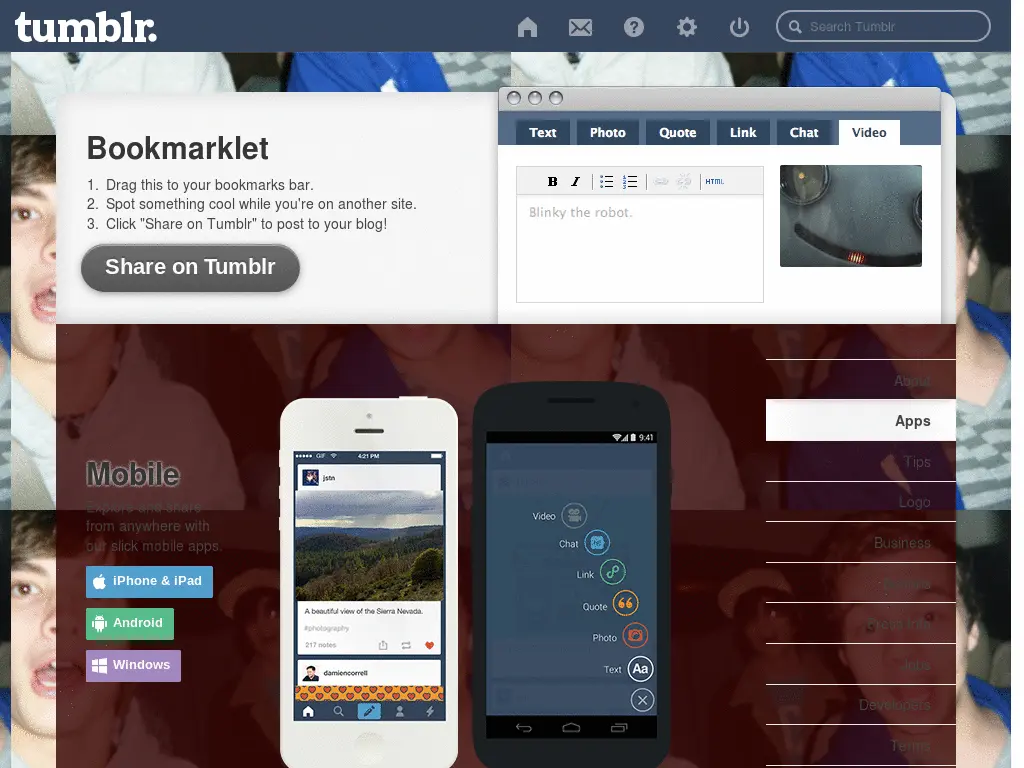 tumblr.
Search Tumblr
Bookmarklet
1. Drag this to your bookmarks bar.
2. Spot something cool while you're on another site.
3. Click "Share on Tumblr" to post to your blog!
Share on Tumblr
Text Photo Quote Link Chat Video
B I HTML
Blinky the robot.
About
Apps
Tips
Logo
Business
Jobs
Developers
Terms
Mobile
Explore and share
from anywhere with
our slick mobile apps.
iPhone & iPad
Android
Windows
GIF 4:21 PM
jstn
A beautiful view of the Sierra Nevada.
#photography
217 notes
damiencorrell
9:41
Video
Chat
Link
Quote
Photo
Text Aa